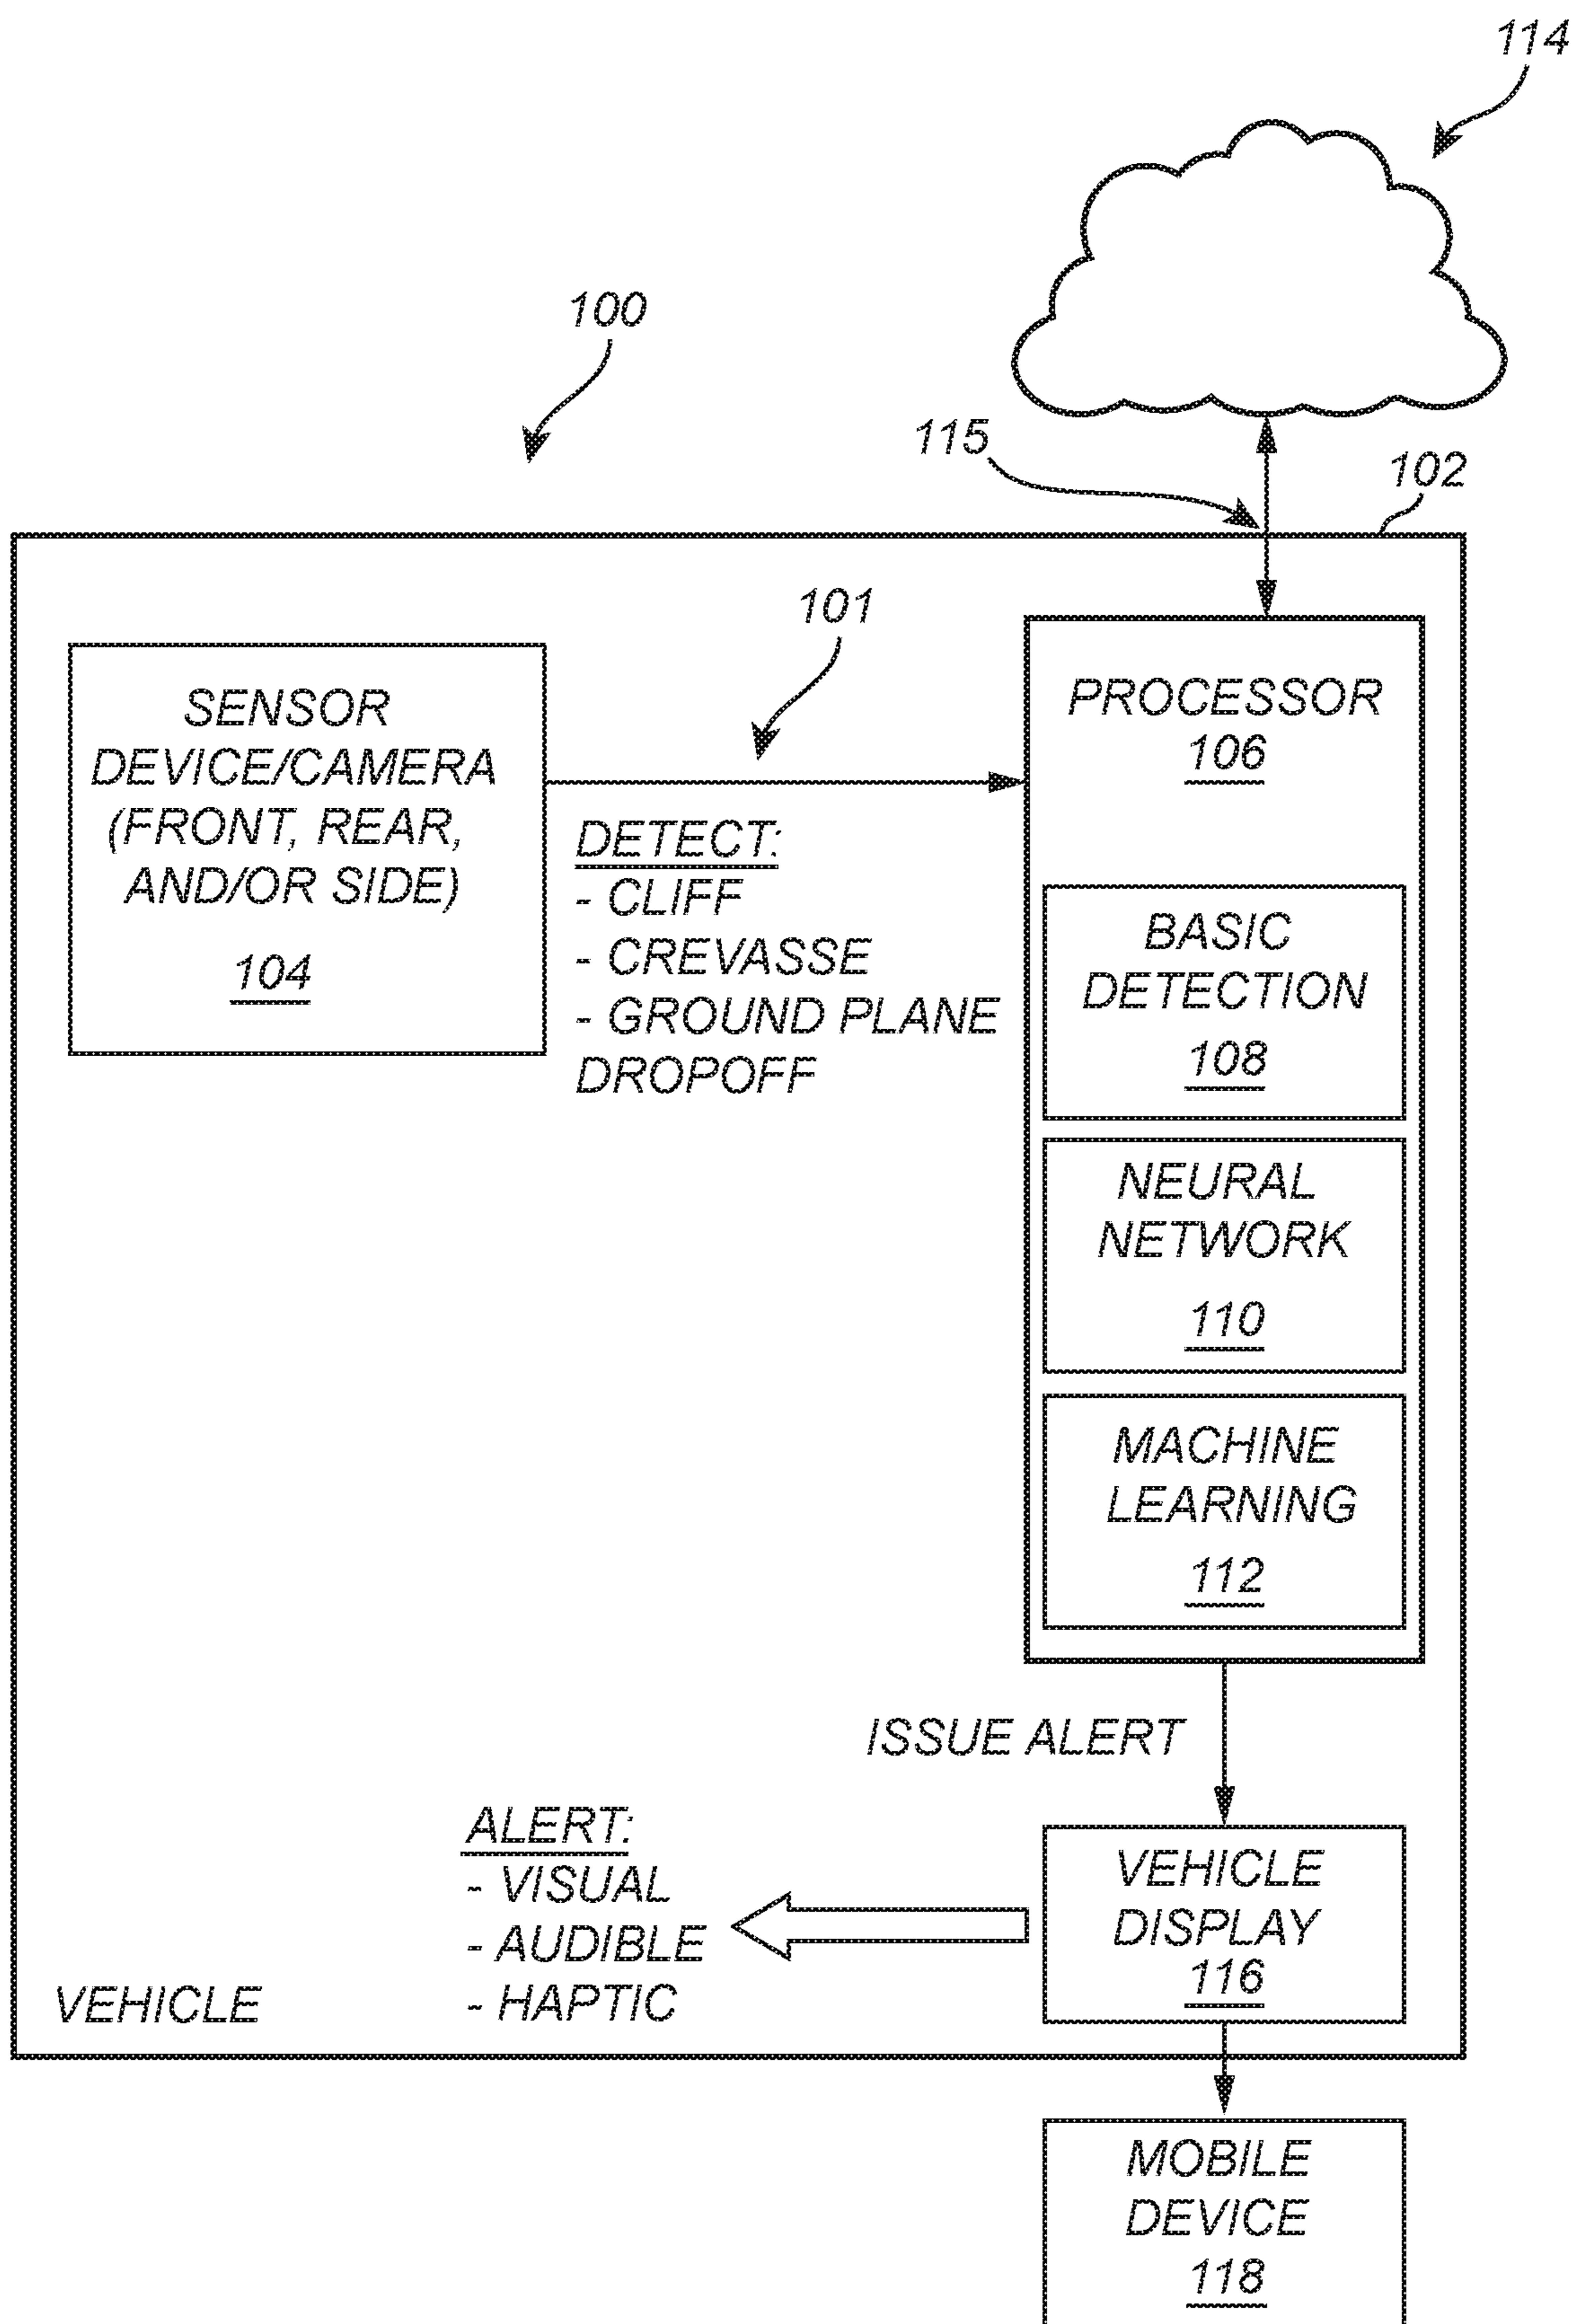 114
100
115
102
101
SENSOR
DEVICE/CAMERA
(FRONT, REAR,
AND/OR SIDE)
104
DETECT:
- CLIFF
- CREVASSE
- GROUND PLANE
DROPOFF
PROCESSOR
106
BASIC
DETECTION
108
NEURAL
NETWORK
110
MACHINE
LEARNING
112
ISSUE ALERT
ALERT:
- VISUAL
- AUDIBLE
- HAPTIC
VEHICLE
DISPLAY
116
VEHICLE
MOBILE
DEVICE
118